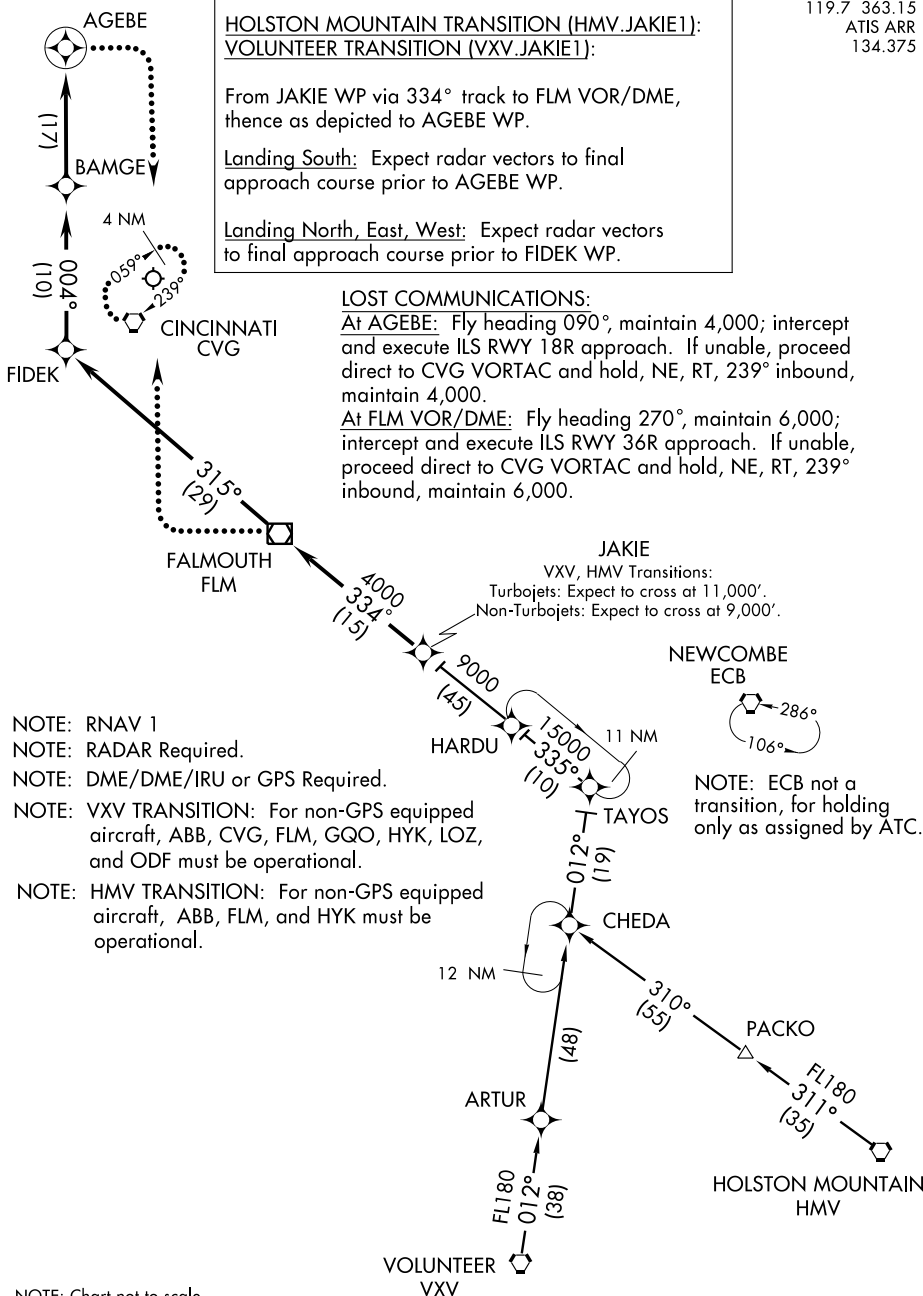 119.7 363.15
ATIS ARR
134.375
AGEBE
HOLSTON MOUNTAIN TRANSITION (HMV.JAKIE1):
VOLUNTEER TRANSITION (VXV.JAKIE1):
From JAKIE WP via 334° track to FLM VOR/DME,
thence as depicted to AGEBE WP.
Landing South: Expect radar vectors to final
approach course prior to AGEBE WP.
Landing North, East, West: Expect radar vectors
to final approach course prior to FIDEK WP.
(17)
BAMGE
4 NM
004°
(10)
059°
239°
CINCINNATI
CVG
FIDEK
LOST COMMUNICATIONS:
At AGEBE: Fly heading 090°, maintain 4,000; intercept
and execute ILS RWY 18R approach. If unable, proceed
direct to CVG VORTAC and hold, NE, RT, 239° inbound,
maintain 4,000.
At FLM VOR/DME: Fly heading 270°, maintain 6,000;
intercept and execute ILS RWY 36R approach. If unable,
proceed direct to CVG VORTAC and hold, NE, RT, 239°
inbound, maintain 6,000.
315°
(29)
FALMOUTH
FLM
JAKIE
VXV, HMV Transitions:
Turbojets: Expect to cross at 11,000'.
Non-Turbojets: Expect to cross at 9,000'.
4000
334°
(15)
9000
(45)
NEWCOMBE
ECB
286°
106°
NOTE: ECB not a
transition, for holding
only as assigned by ATC.
HARDU
15000
335°
(10)
11 NM
TAYOS
NOTE: RNAV 1
NOTE: RADAR Required.
NOTE: DME/DME/IRU or GPS Required.
NOTE: VXV TRANSITION: For non-GPS equipped
aircraft, ABB, CVG, FLM, GQO, HYK, LOZ,
and ODF must be operational.
NOTE: HMV TRANSITION: For non-GPS equipped
aircraft, ABB, FLM, and HYK must be
operational.
012°
(19)
CHEDA
12 NM
310°
(55)
PACKO
(48)
FL180
311°
(35)
ARTUR
HOLSTON MOUNTAIN
HMV
FL180
012°
(38)
VOLUNTEER
VXV
NOTE: Chart not to scale